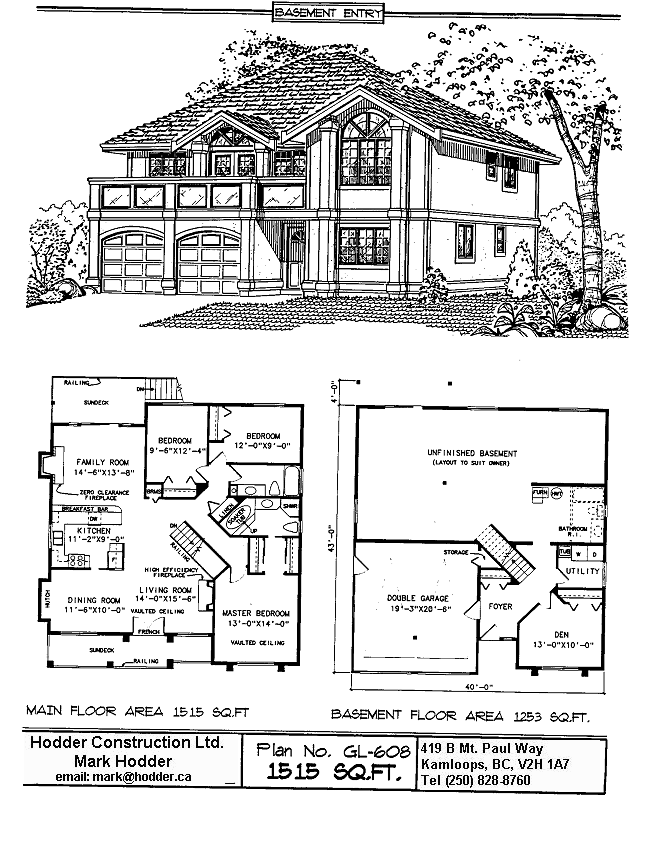 BASEMENT ENTRY
RAILING
DN
SUNDECK
BEDROOM
9'-6"X12'-4"
BEDROOM
12'-0"X9'-0"
FAMILY ROOM
14'-6"X13'-8"
ZERO CLEARANCE
FIREPLACE
BRMS
LINEN
SOAKER
TUB
SHWR
UP
BREAKFAST BAR
DW
KITCHEN
11'-2"X9'-0"
DN
RAILING
HIGH EFFICIENCY
FIREPLACE
HUTCH
DINING ROOM
11'-6"X10'-0"
LIVING ROOM
14'-0"X15'-6"
VAULTED CEILING
FRENCH
MASTER BEDROOM
13'-0"X14'-0"
VAULTED CEILING
SUNDECK
RAILING
4'-0"
43'-0"
UNFINISHED BASEMENT
(LAYOUT TO SUIT OWNER)
FURN
HWT
BATHROOM
R.I.
STORAGE
TUB W D
UTILITY
DOUBLE GARAGE
19'-3"X20'-6"
FOYER
DEN
13'-0"X10'-0"
40'-0"
MAIN FLOOR AREA 1515 SQ.FT
BASEMENT FLOOR AREA 1253 SQ.FT.
Hodder Construction Ltd.
Mark Hodder
email: mark@hodder.ca
Plan No. GL-608
1515 SQ.FT.
419 B Mt. Paul Way
Kamloops, BC, V2H 1A7
Tel (250) 828-8760